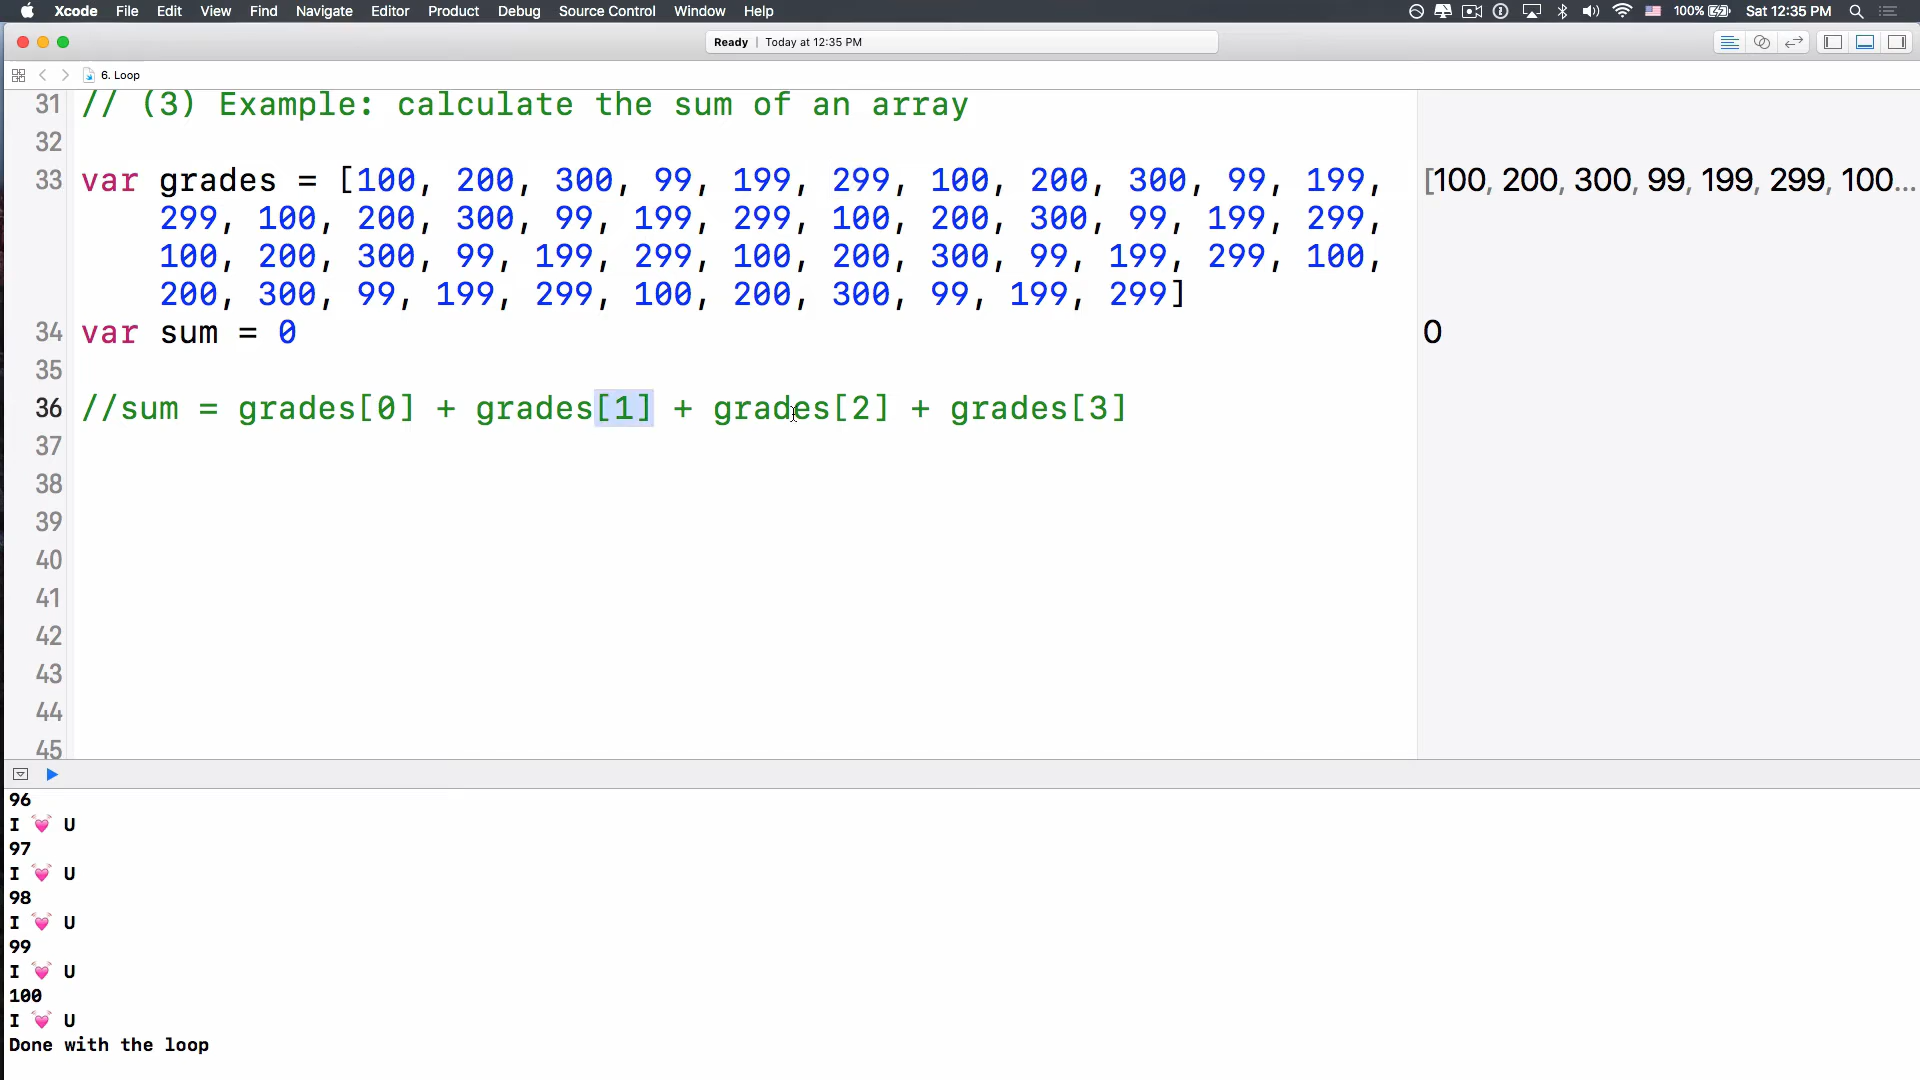 Xcode File Edit View Find Navigate Editor Product Debug Source Control Window Help 100% Sat 12:35 PM
Ready | Today at 12:35 PM
6. Loop
31 // (3) Example: calculate the sum of an array
32
33 var grades = [100, 200, 300, 99, 199, 299, 100, 200, 300, 99, 199, [100, 200, 300, 99, 199, 299, 100...
299, 100, 200, 300, 99, 199, 299, 100, 200, 300, 99, 199, 299,
100, 200, 300, 99, 199, 299, 100, 200, 300, 99, 199, 299, 100,
200, 300, 99, 199, 299, 100, 200, 300, 99, 199, 299]
34 var sum = 0 0
35
36 //sum = grades[0] + grades[1] + grades[2] + grades[3]
37
38
39
40
41
42
43
44
45
96
I 💓 U
97
I 💓 U
98
I 💓 U
99
I 💓 U
100
I 💓 U
Done with the loop